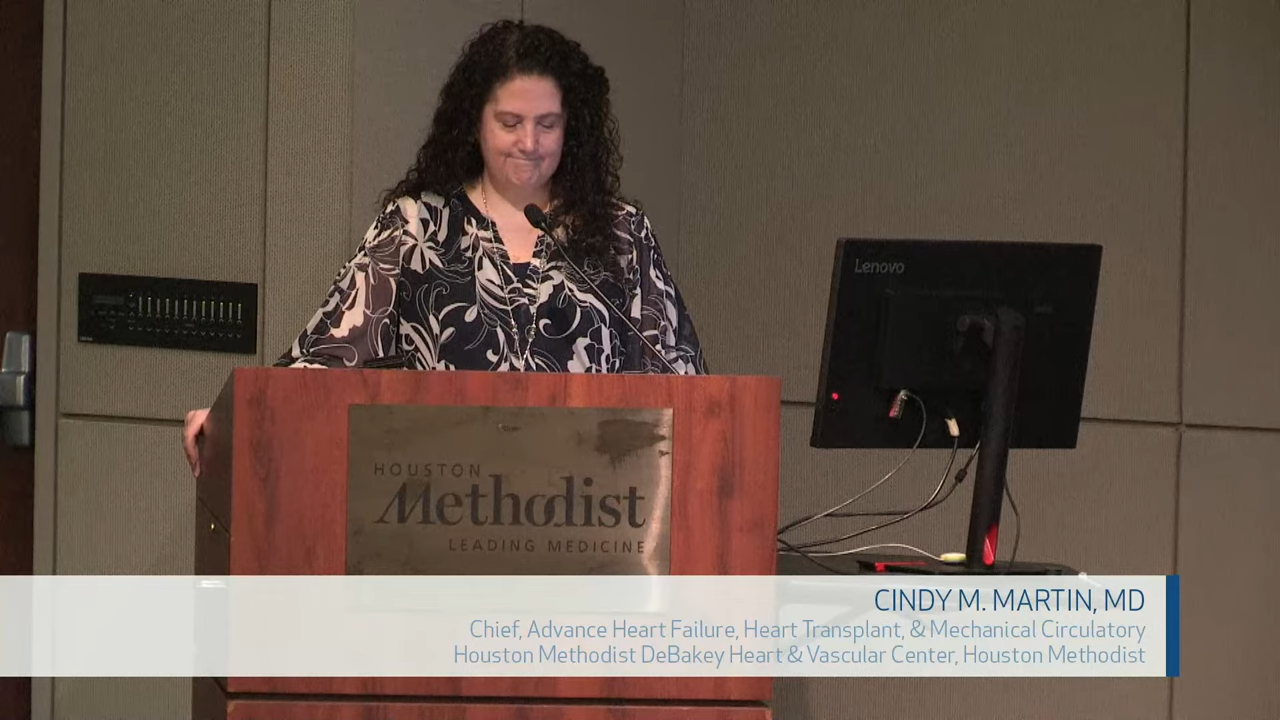 Lenovo
HOUSTON
Methodist
LEADING MEDICINE
CINDY M. MARTIN, MD
Chief, Advance Heart Failure, Heart Transplant, & Mechanical Circulatory
Houston Methodist DeBakey Heart & Vascular Center, Houston Methodist